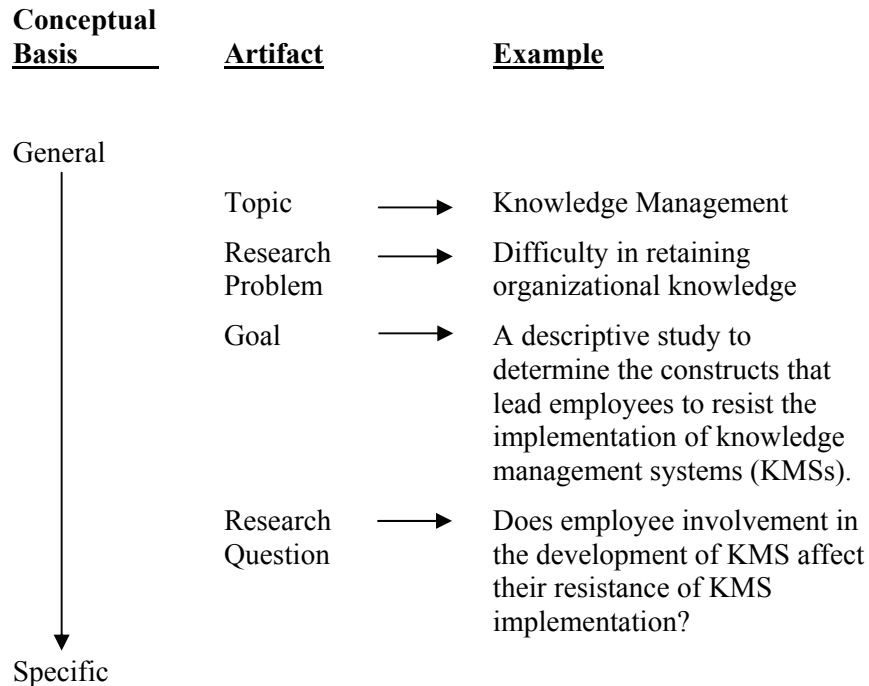 Conceptual
Basis Artifact Example
General
Topic Knowledge Management
Research Difficulty in retaining
Problem organizational knowledge
Goal A descriptive study to
determine the constructs that
lead employees to resist the
implementation of knowledge
management systems (KMSs).
Research Does employee involvement in
Question the development of KMS affect
their resistance of KMS
implementation?
Specific